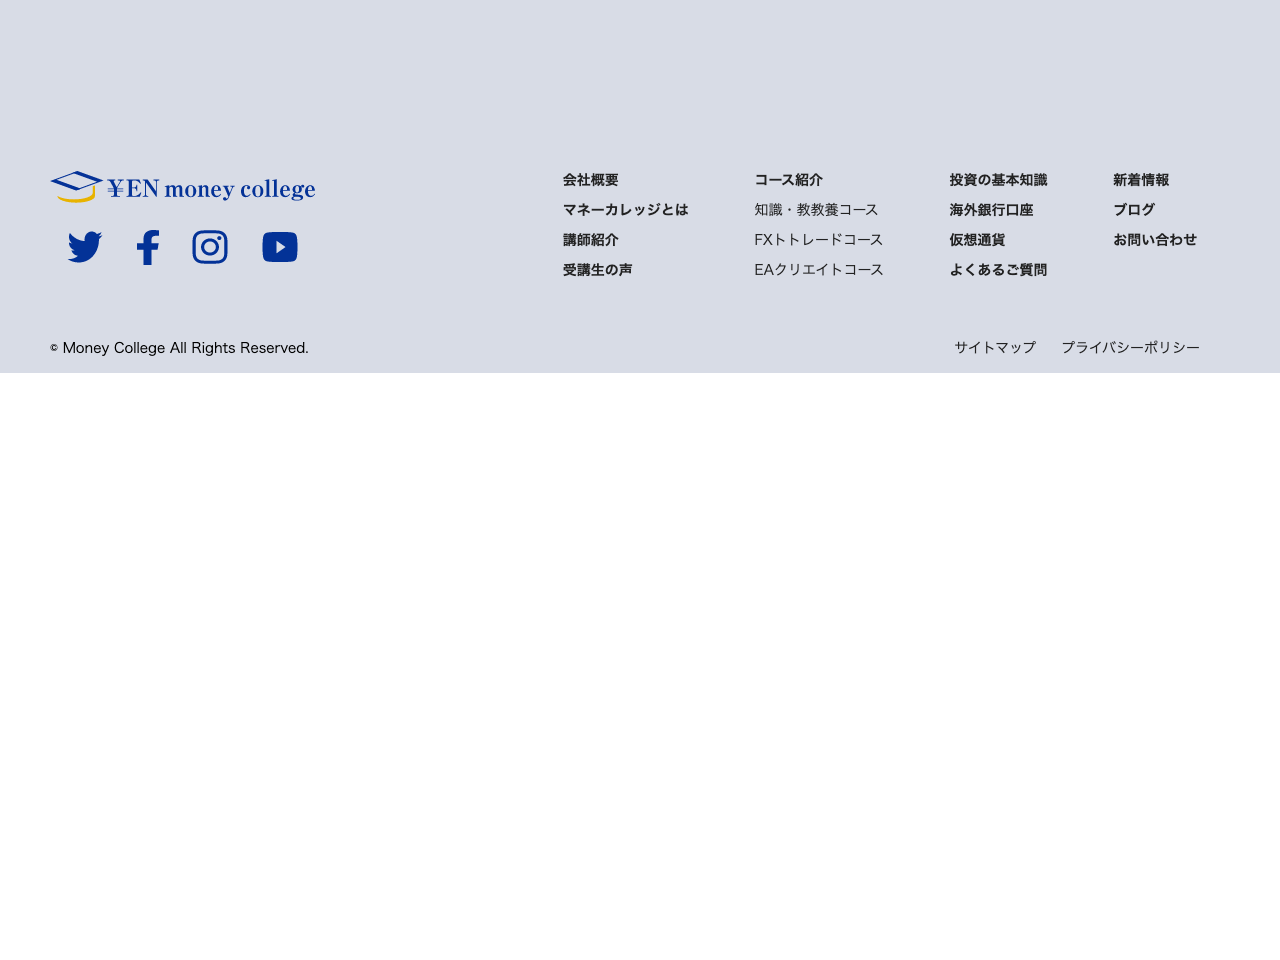 ¥EN money college
会社概要
マネーカレッジとは
講師紹介
受講生の声
コース紹介
知識・教教養コース
FXトトレードコース
EAクリエイトコース
投資の基本知識
海外銀行口座
仮想通貨
よくあるご質問
新着情報
ブログ
お問い合わせ
© Money College All Rights Reserved.
サイトマップ
プライバシーポリシー